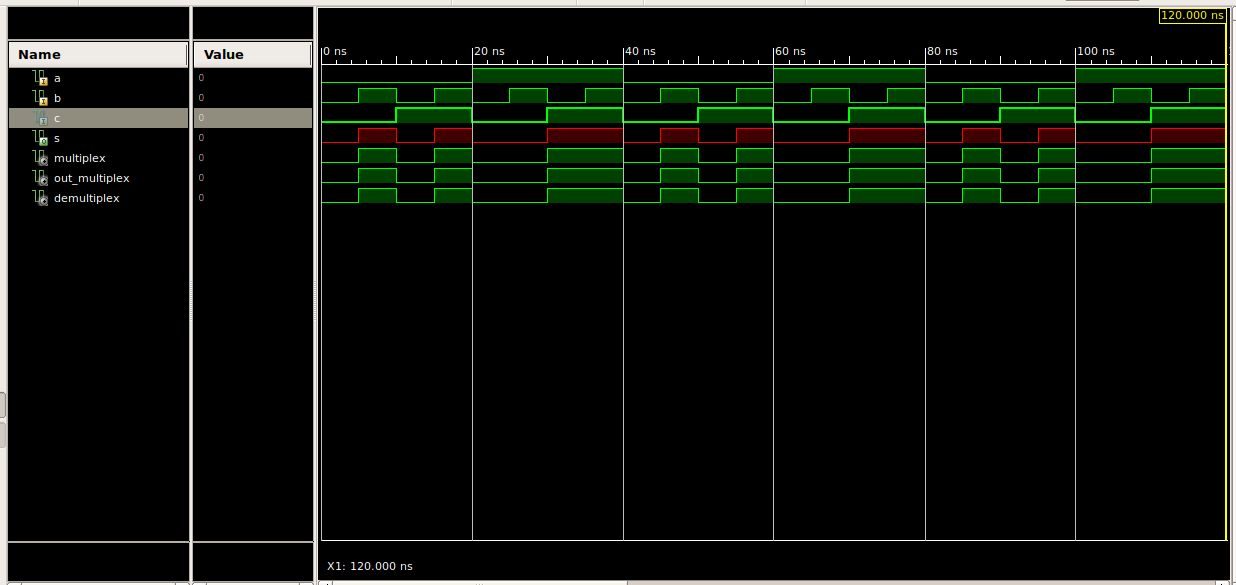 120.000 ns
Name Value
0 ns 20 ns 40 ns 60 ns 80 ns 100 ns
a 0
b 0
c 0
s 0
multiplex 0
out_multiplex 0
demultiplex 0
X1: 120.000 ns